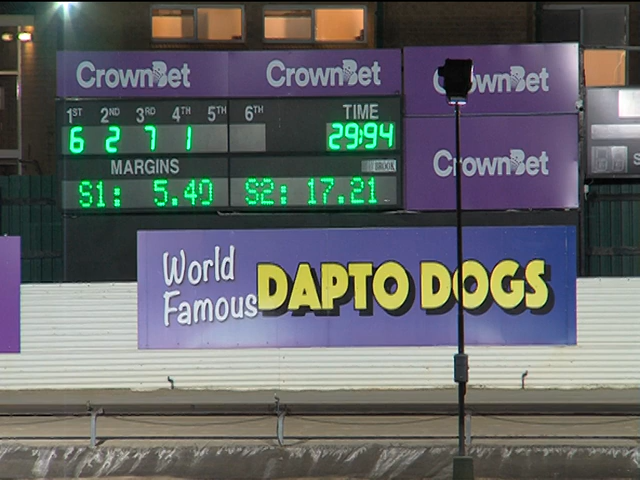 CrownBet CrownBet CrownBet
1ST 2ND 3RD 4TH 5TH 6TH TIME
6 2 7 1 29:94
MARGINS
S1: 5.40 S2: 17.21
CrownBet
World
Famous
DAPTO DOGS